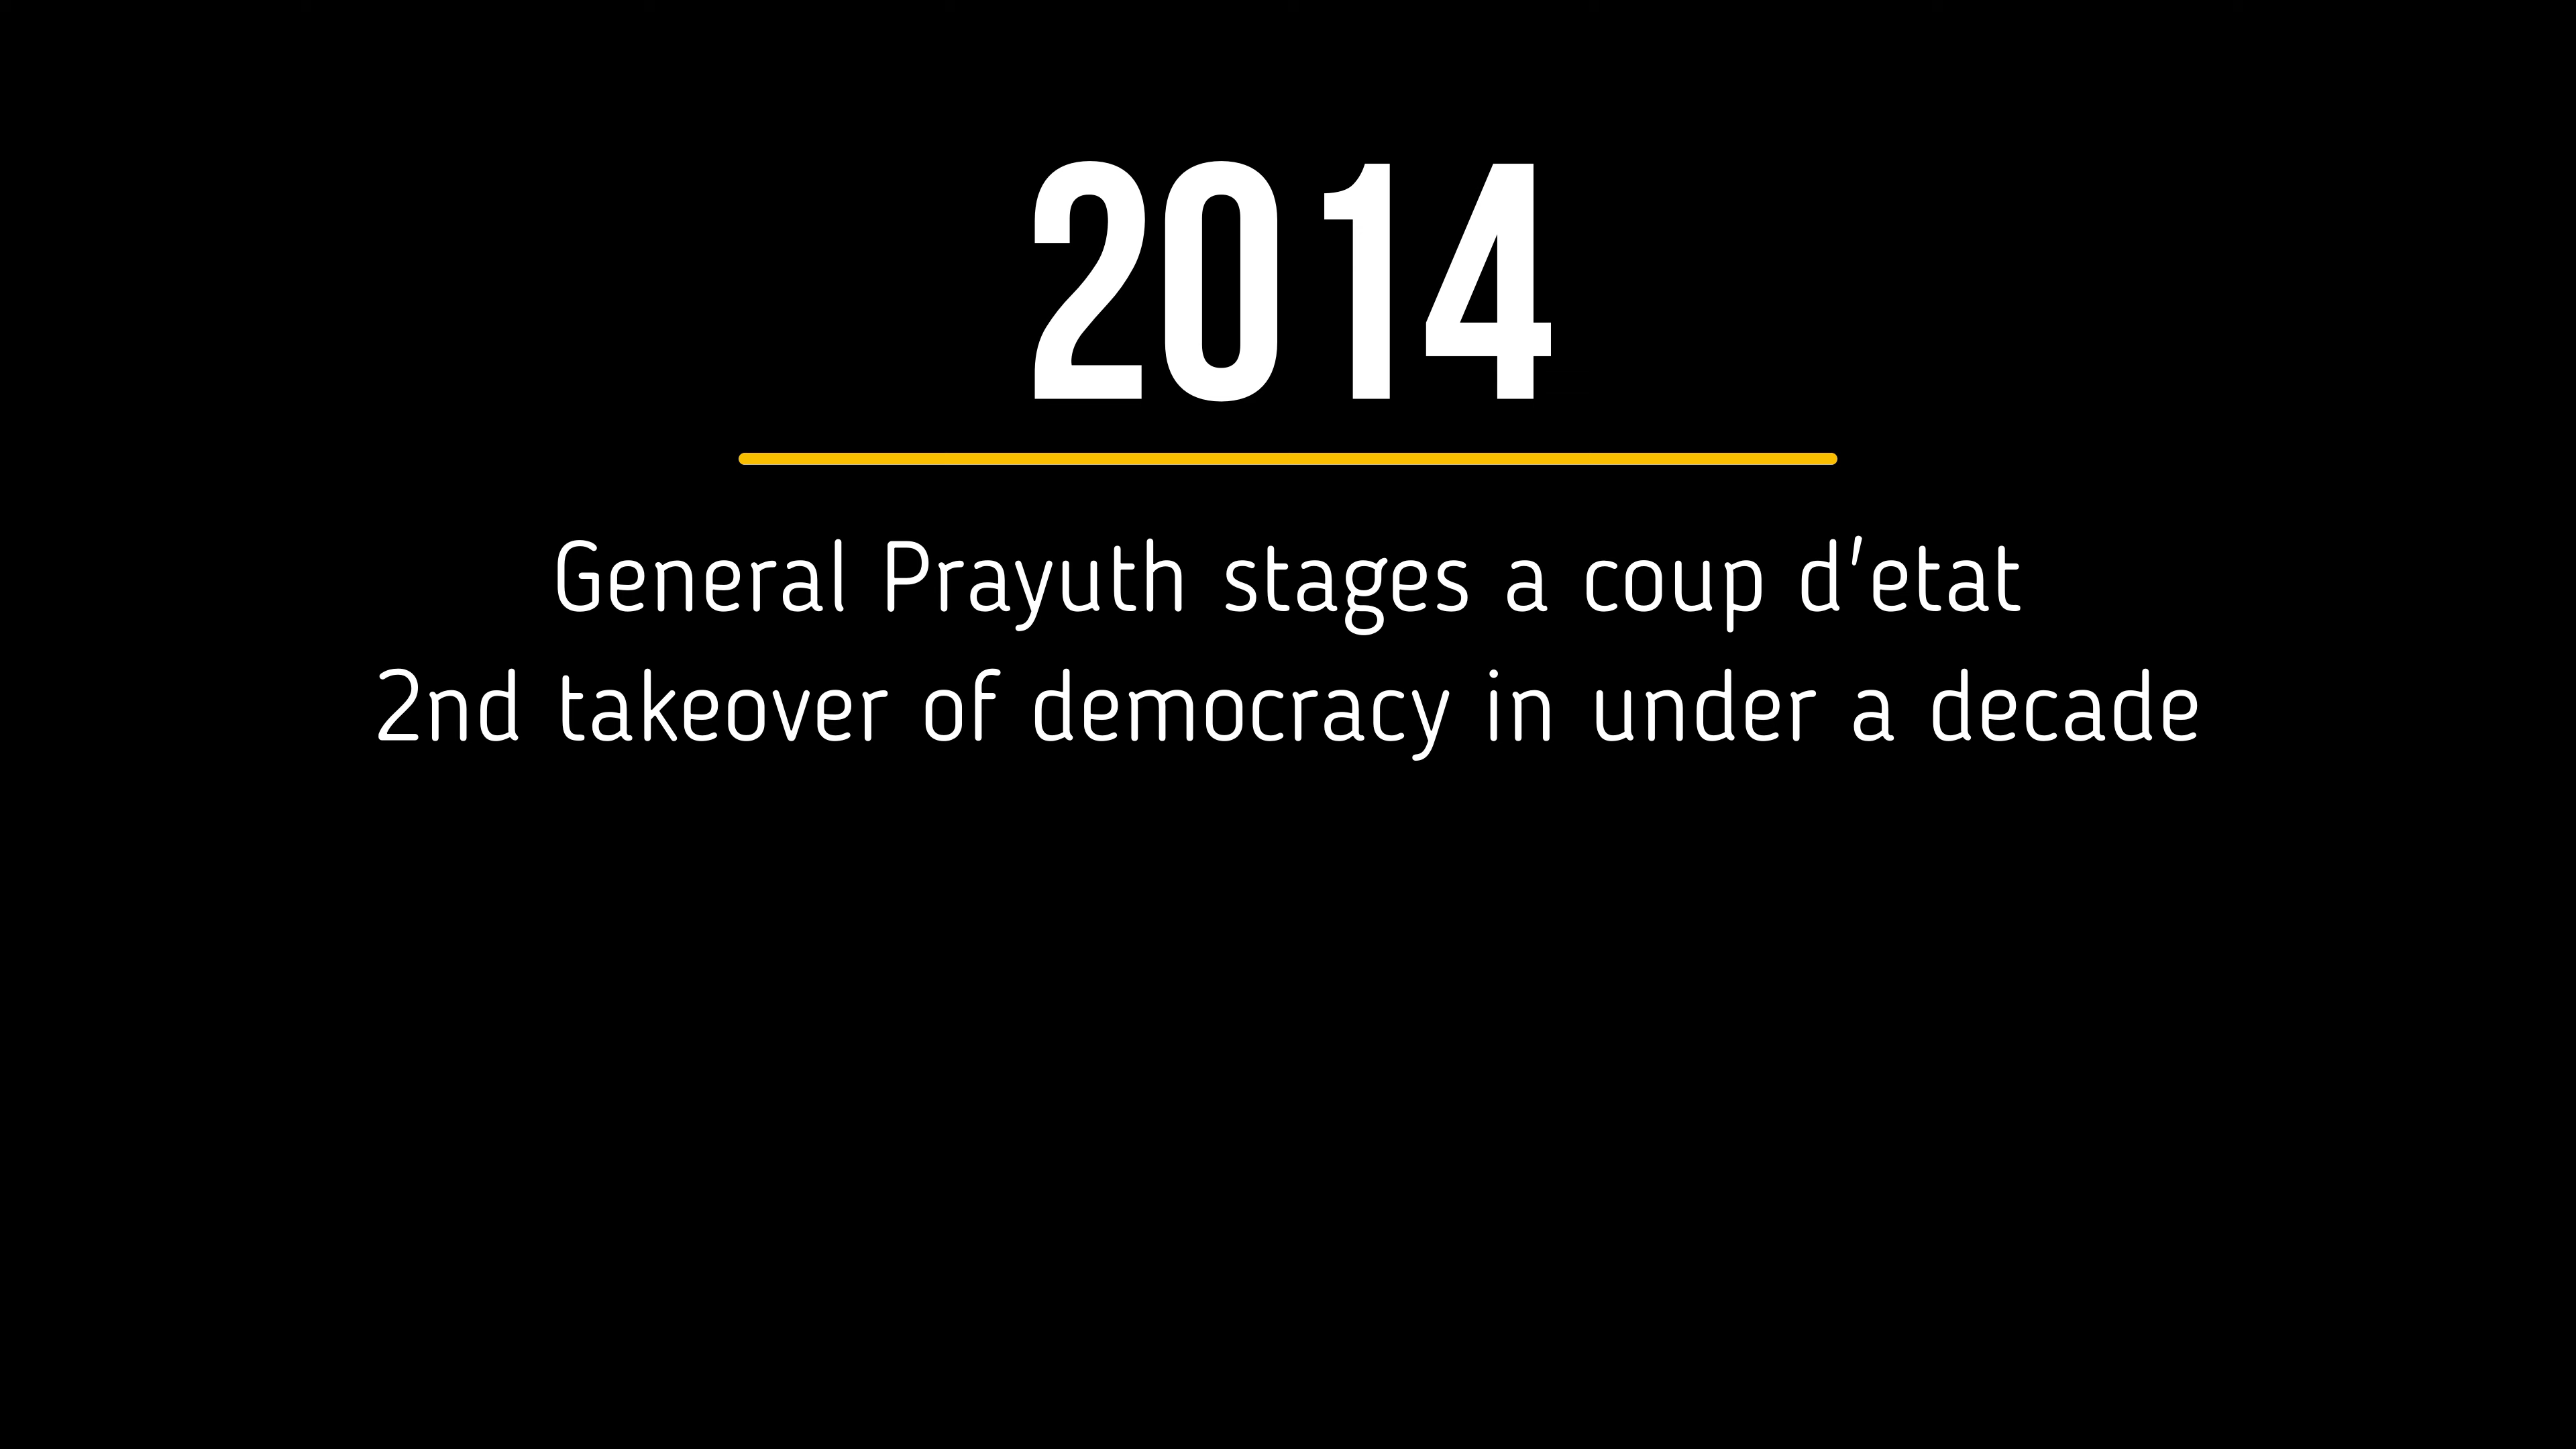 2014
General Prayuth stages a coup d'etat
2nd takeover of democracy in under a decade